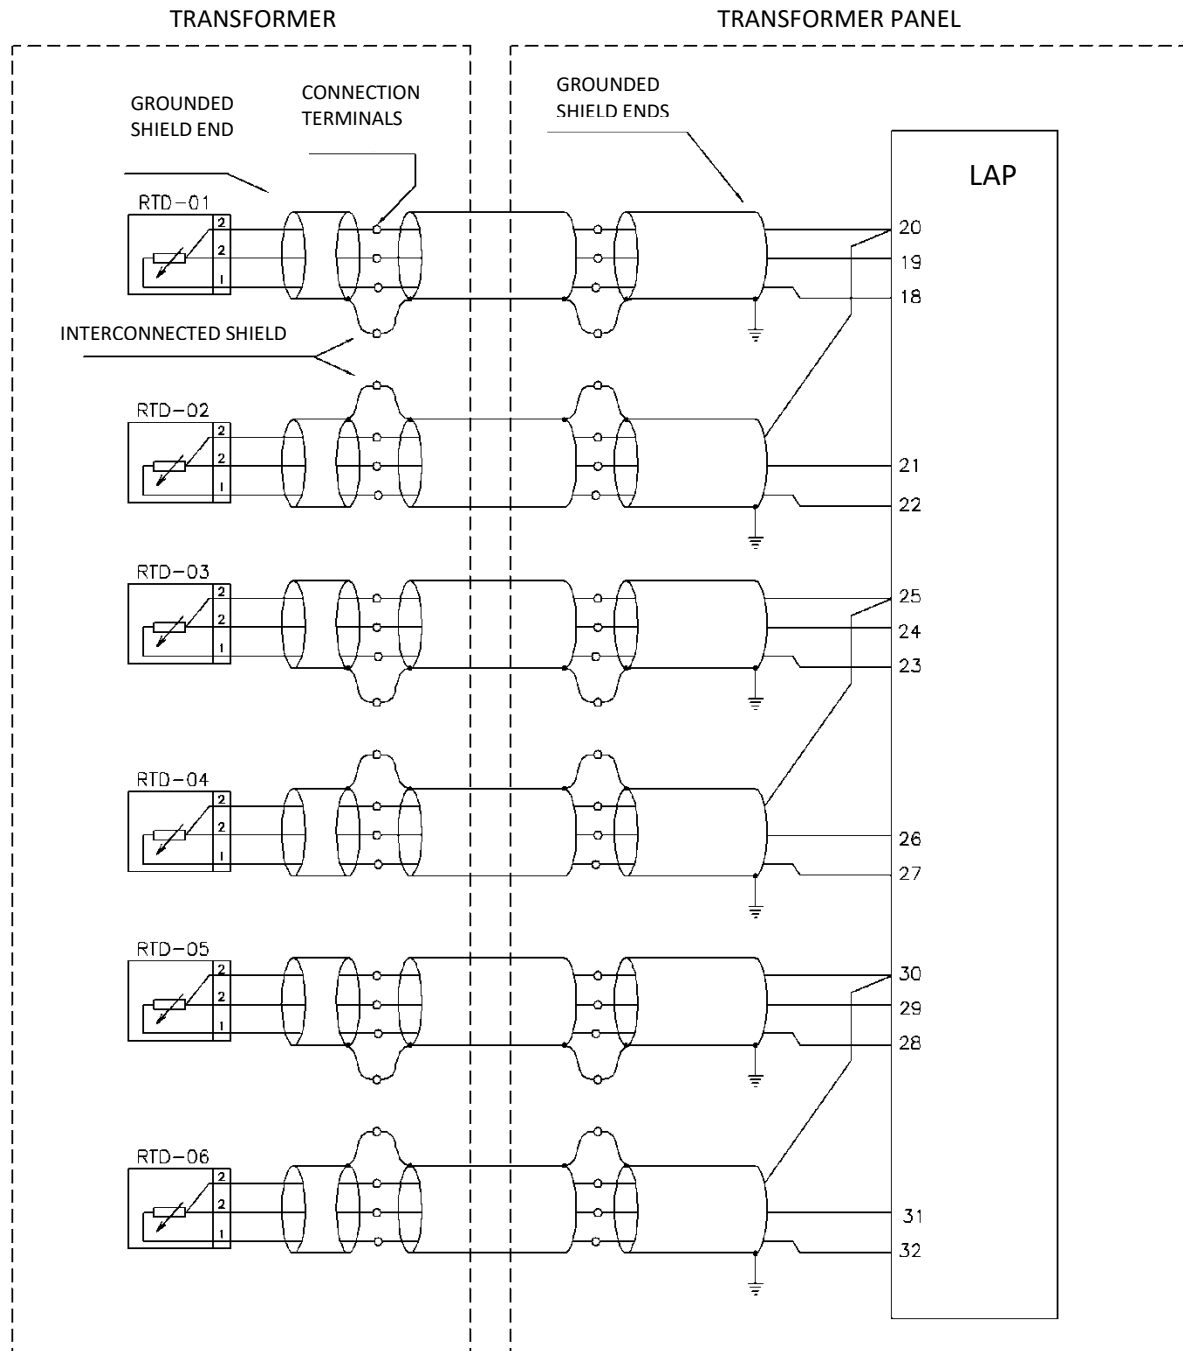 TRANSFORMER
TRANSFORMER PANEL
GROUNDED
SHIELD END
CONNECTION
TERMINALS
GROUNDED
SHIELD ENDS
LAP
RTD-01
2
2
1
20
19
18
INTERCONNECTED SHIELD
RTD-02
2
2
1
21
22
RTD-03
2
2
1
25
24
23
RTD-04
2
2
1
26
27
RTD-05
2
2
1
30
29
28
RTD-06
2
2
1
31
32